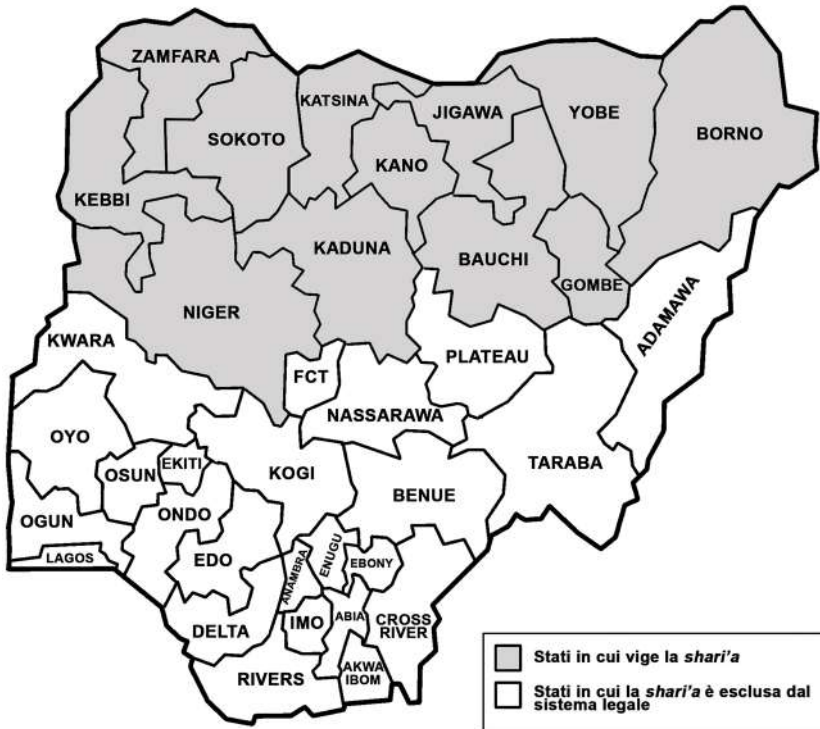 ZAMFARA
SOKOTO
KATSINA
JIGAWA
YOBE
BORNO
KANO
KEBBI
KADUNA
BAUCHI
GOMBE
NIGER
ADAMAWA
KWARA
FCT
PLATEAU
NASSARAWA
OYO
OSUN
EKITI
KOGI
TARABA
BENUE
OGUN
ONDO
LAGOS
EDO
ANAMBRA
ENUGU
EBONY
DELTA
IMO
ABIA
CROSS
RIVER
RIVERS
AKWA
IBOM
Stati in cui vige la shari'a
Stati in cui la shari'a è esclusa dal
sistema legale